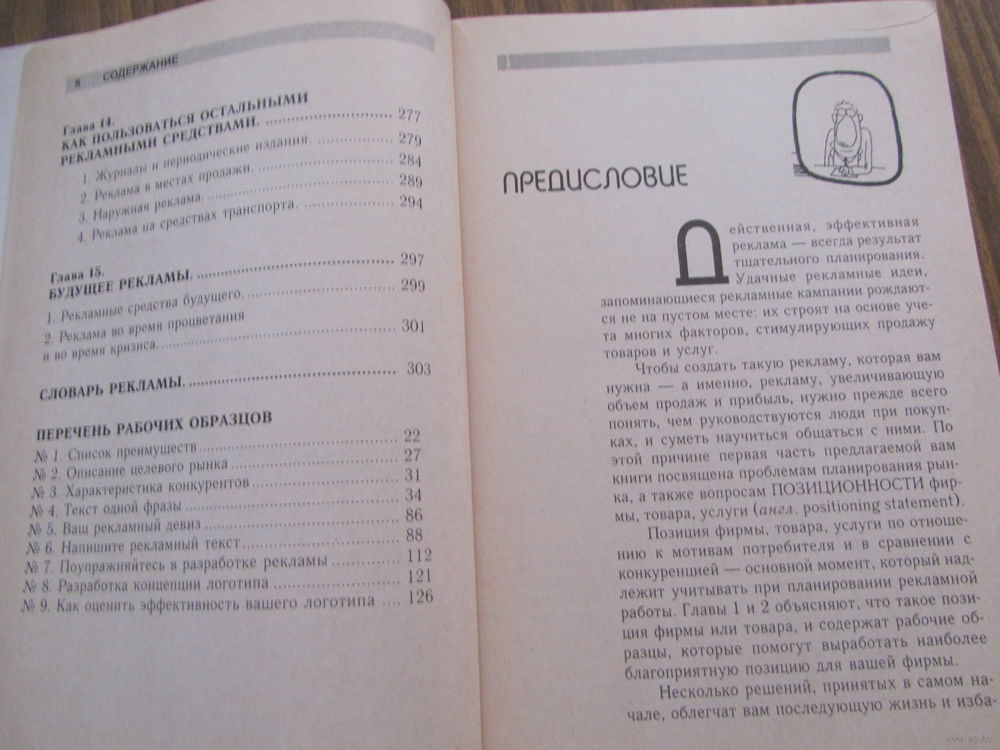 8 СОДЕРЖАНИЕ
Глава 14.
КАК ПОЛЬЗОВАТЬСЯ ОСТАЛЬНЫМИ
РЕКЛАМНЫМИ СРЕДСТВАМИ. 277
1. Журналы и периодические издания. 279
2. Реклама в местах продажи. 284
3. Наружная реклама. 289
4. Реклама на средствах транспорта. 294
Глава 15.
БУДУЩЕЕ РЕКЛАМЫ. 297
1. Рекламные средства будущего. 299
2. Реклама во время процветания
и во время кризиса. 301
СЛОВАРЬ РЕКЛАМЫ. 303
ПЕРЕЧЕНЬ РАБОЧИХ ОБРАЗЦОВ
№ 1. Список преимуществ 22
№ 2. Описание целевого рынка 27
№ 3. Характеристика конкурентов 31
№ 4. Текст одной фразы 34
№ 5. Ваш рекламный девиз 86
№ 6. Напишите рекламный текст 88
№ 7. Поупражняйтесь в разработке рекламы 112
№ 8. Разработка концепции логотипа 121
№ 9. Как оценить эффективность вашего логотипа .... 126
ПРЕДИСЛОВИЕ
Действенная, эффективная
реклама — всегда результат
тщательного планирования.
Удачные рекламные идеи,
запоминающиеся рекламные кампании рождают-
ся не на пустом месте: их строят на основе уче-
та многих факторов, стимулирующих продажу
товаров и услуг.
Чтобы создать такую рекламу, которая вам
нужна — а именно, рекламу, увеличивающую
объем продаж и прибыль, нужно прежде всего
понять, чем руководствуются люди при покуп-
ках, и суметь научиться общаться с ними. По
этой причине первая часть предлагаемой вам
книги посвящена проблемам планирования рын-
ка, а также вопросам ПОЗИЦИОННОСТИ фир-
мы, товара, услуги (англ. positioning statement).
Позиция фирмы, товара, услуги по отноше-
нию к мотивам потребителя и в сравнении с
конкуренцией — основной момент, который над-
лежит учитывать при планировании рекламной
работы. Главы 1 и 2 объясняют, что такое пози-
ция фирмы или товара, и содержат рабочие об-
разцы, которые помогут выработать наиболее
благоприятную позицию для вашей фирмы.
Несколько решений, принятых в самом на-
чале, облегчат вам последующую жизнь и изба-
www.ay.by